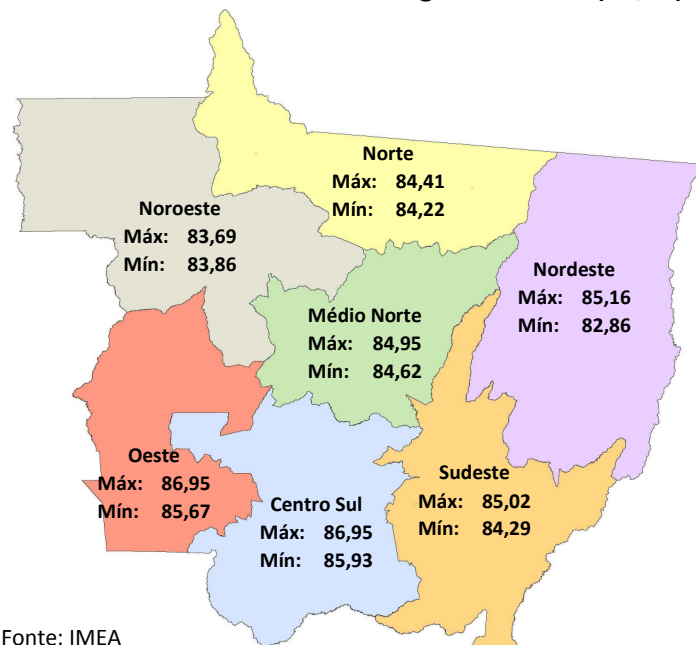 Norte
Máx: 84,41
Mín: 84,22
Noroeste
Máx: 83,69
Mín: 83,86
Nordeste
Máx: 85,16
Mín: 82,86
Médio Norte
Máx: 84,95
Mín: 84,62
Oeste
Máx: 86,95
Mín: 85,67
Sudeste
Máx: 85,02
Mín: 84,29
Centro Sul
Máx: 86,95
Mín: 85,93
Fonte: IMEA